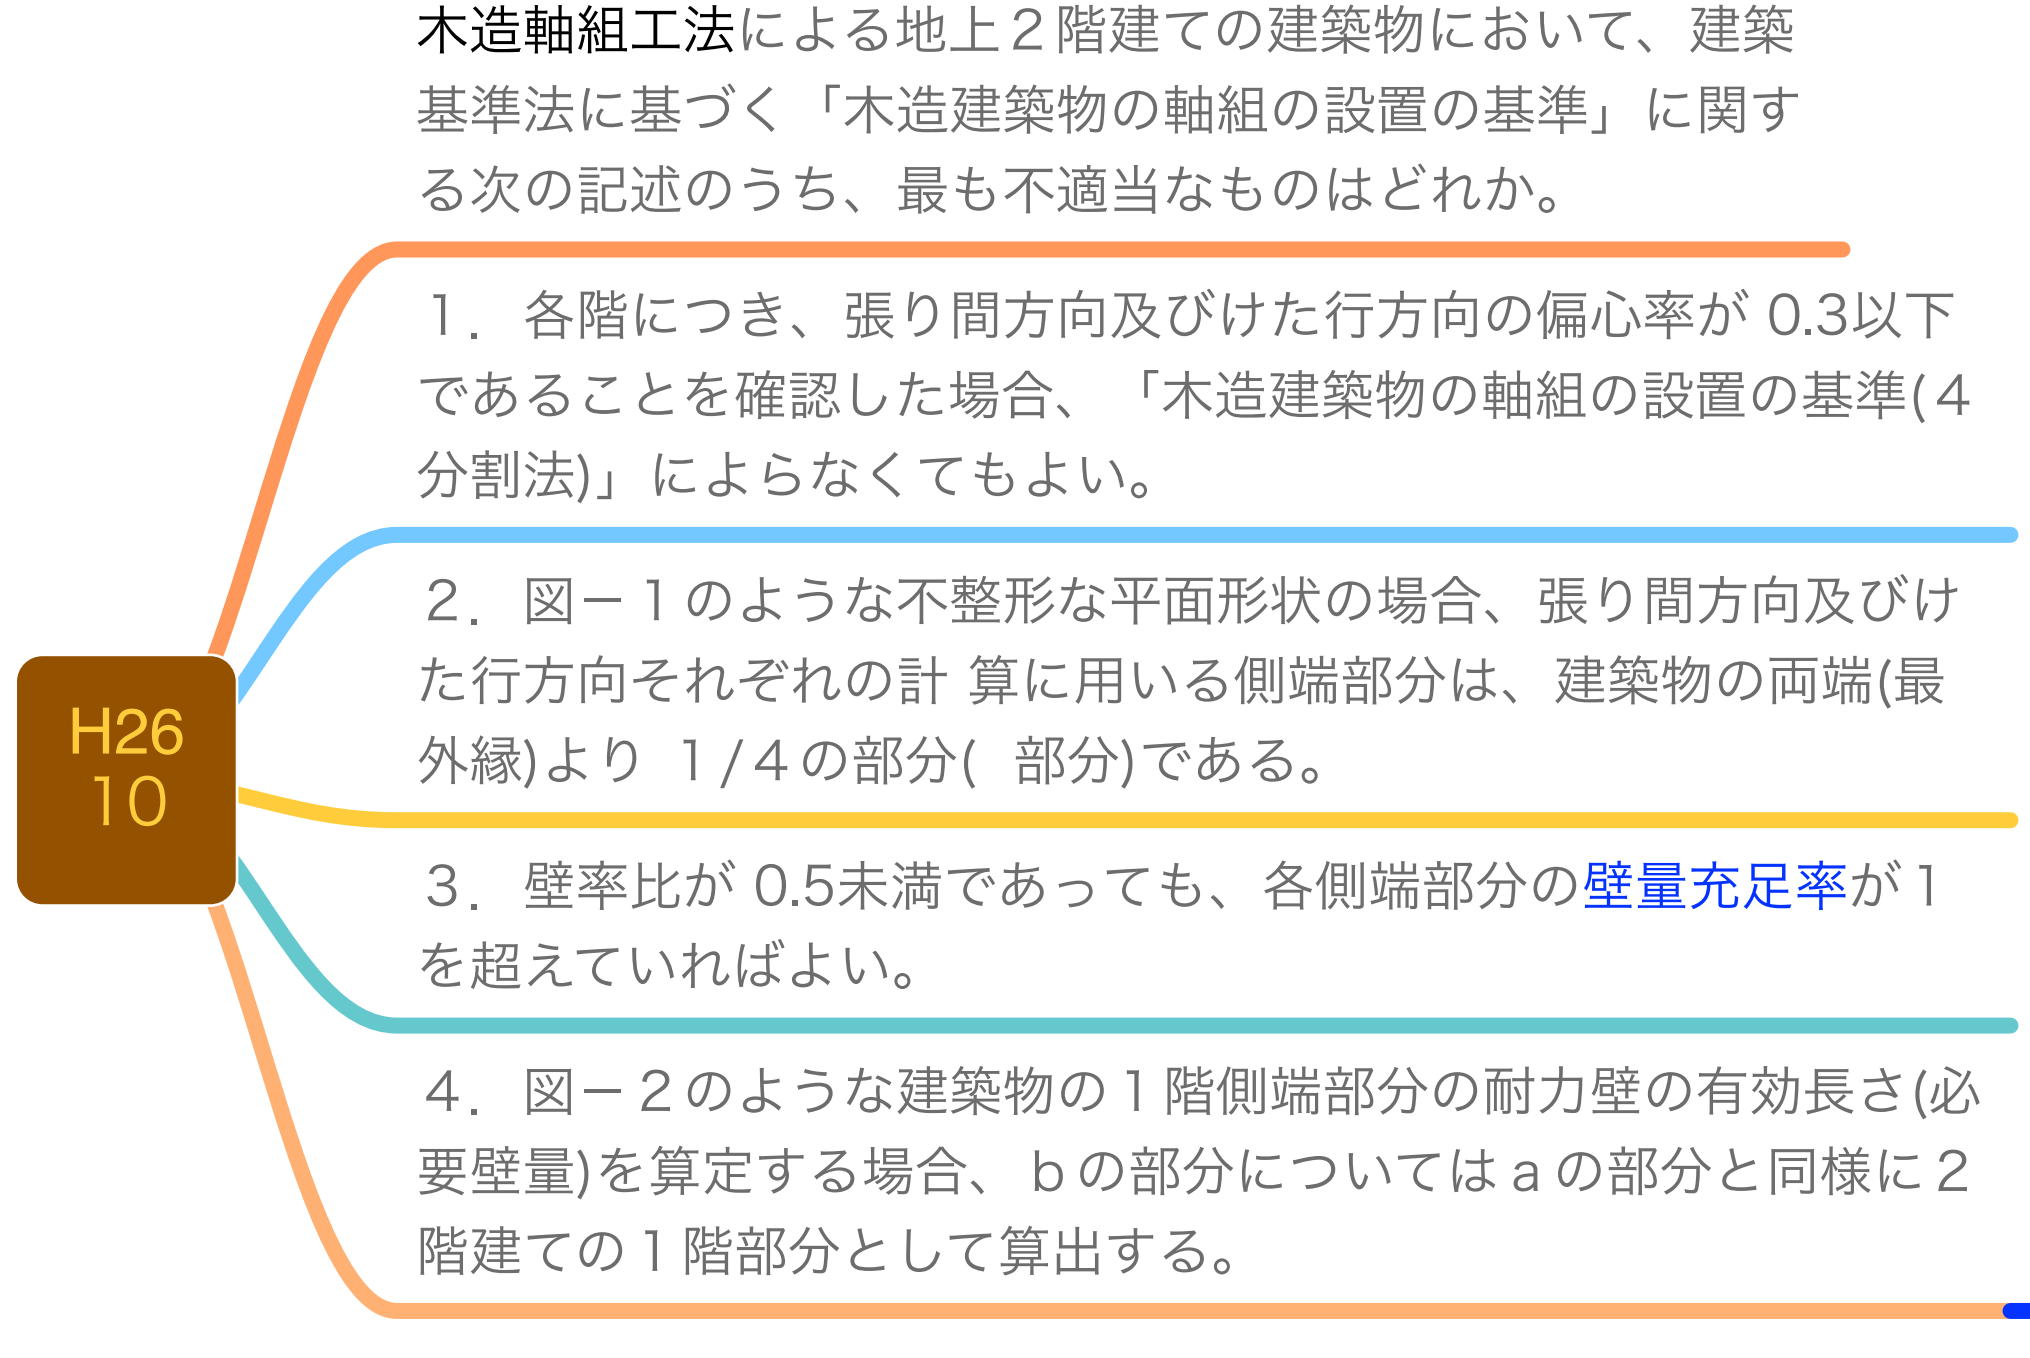 木造軸組工法による地上２階建ての建築物において、建築
基準法に基づく「木造建築物の軸組の設置の基準」に関す
る次の記述のうち、最も不適当なものはどれか。
１．各階につき、張り間方向及びけた行方向の偏心率が 0.3以下
であることを確認した場合、「木造建築物の軸組の設置の基準(４
分割法)」によらなくてもよい。
２．図－１のような不整形な平面形状の場合、張り間方向及びけ
た行方向それぞれの計 算に用いる側端部分は、建築物の両端(最
外縁)より １/４の部分( 部分)である。
H26
10
３．壁率比が 0.5未満であっても、各側端部分の壁量充足率が１
を超えていればよい。
４．図－２のような建築物の１階側端部分の耐力壁の有効長さ(必
要壁量)を算定する場合、ｂの部分についてはａの部分と同様に２
階建ての１階部分として算出する。